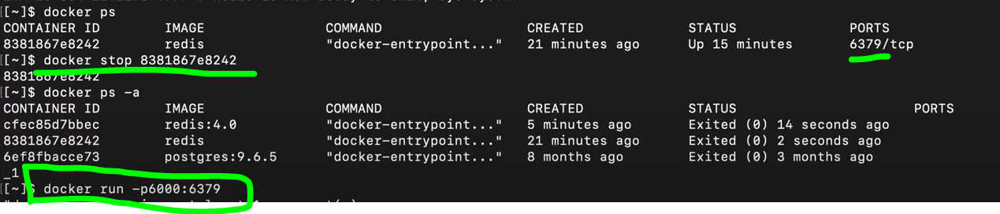 [[~]$ docker ps
CONTAINER ID IMAGE COMMAND CREATED STATUS PORTS
8381867e8242 redis "docker-entrypoint..." 21 minutes ago Up 15 minutes 6379/tcp
[[~]$ docker stop 8381867e8242
8381867e8242
[[~]$ docker ps -a
CONTAINER ID IMAGE COMMAND CREATED STATUS PORTS
cfec85d7bbec redis:4.0 "docker-entrypoint..." 5 minutes ago Exited (0) 14 seconds ago
8381867e8242 redis "docker-entrypoint..." 21 minutes ago Exited (0) 2 seconds ago
6ef8fbacce73 postgres:9.6.5 "docker-entrypoint..." 8 months ago Exited (0) 3 months ago
_1
[[~]$ docker run -p6000:6379